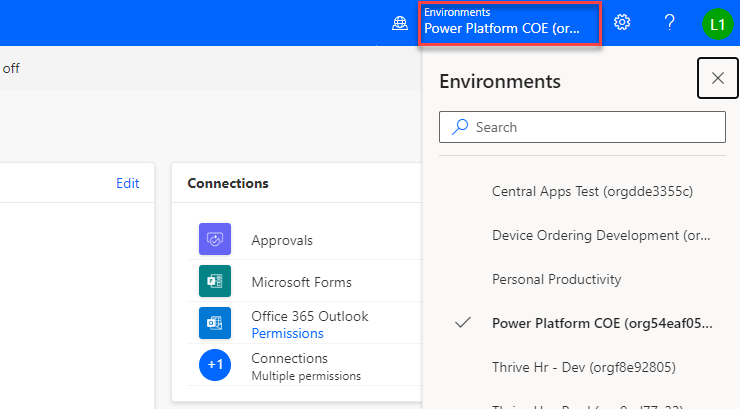 Environments
Power Platform COE (or...
L1
off
Environments
Search
Edit
Connections
Approvals
Microsoft Forms
Office 365 Outlook
Permissions
+1
Connections
Multiple permissions
Central Apps Test (orgdde3355c)
Device Ordering Development (or...
Personal Productivity
Power Platform COE (org54eaf05...
Thrive Hr - Dev (orgf8e92805)